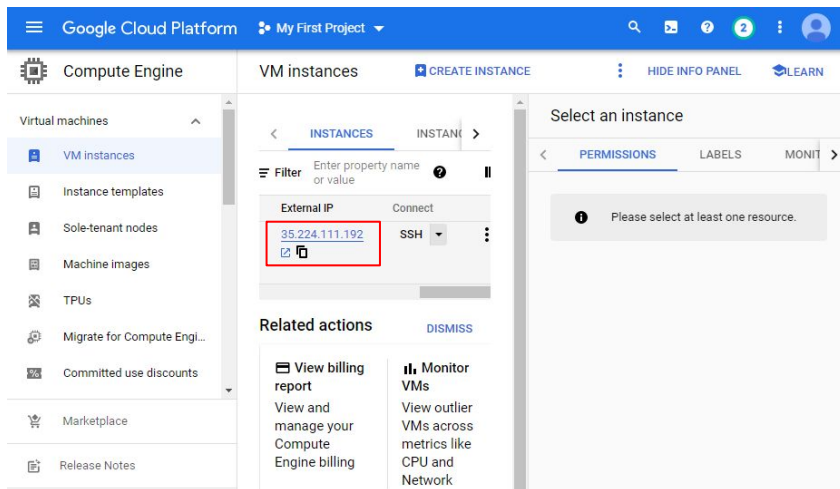 Google Cloud Platform My First Project 2
Compute Engine
VM instances CREATE INSTANCE HIDE INFO PANEL LEARN
Virtual machines
VM instances
Instance templates
Sole-tenant nodes
Machine images
TPUs
Migrate for Compute Engi...
Committed use discounts
Marketplace
Release Notes
INSTANCES INSTANC
Filter Enter property name
or value
External IP Connect
35.224.111.192 SSH
Related actions DISMISS
View billing
report
View and
manage your
Compute
Engine billing
Monitor
VMs
View outlier
VMs across
metrics like
CPU and
Network
Select an instance
PERMISSIONS LABELS MONIT
Please select at least one resource.